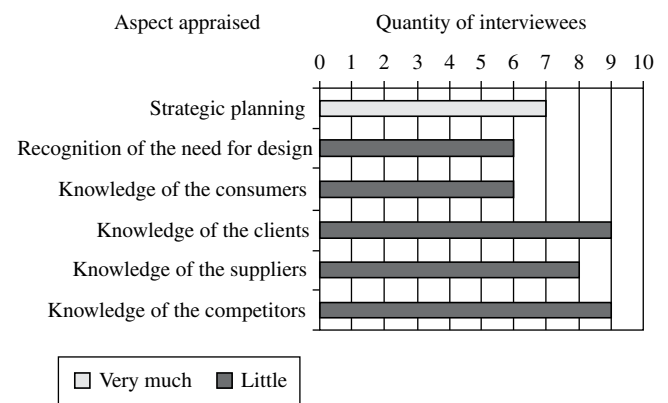 Aspect appraised Quantity of interviewees
0 1 2 3 4 5 6 7 8 9 10
Strategic planning
Recognition of the need for design
Knowledge of the consumers
Knowledge of the clients
Knowledge of the suppliers
Knowledge of the competitors
Very much Little